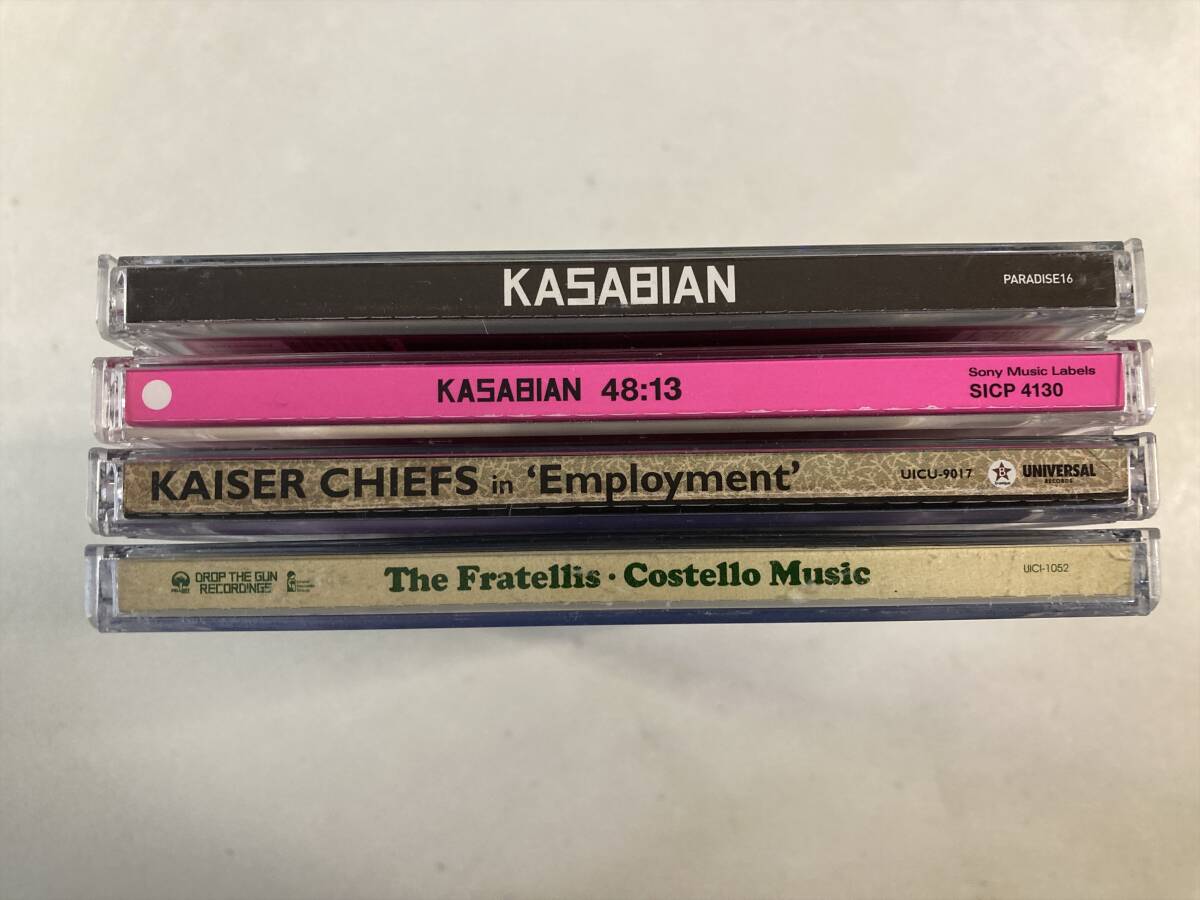 KASABIAN PARADISE16
KASABIAN 48:13 Sony Music Labels
SICP 4130
KAISER CHIEFS in 'Employment' UICU-9017 B UNIVERSAL
RECORDS
DROP THE GUN
RECORDINGS
The Fratellis · Costello Music UICI-1052